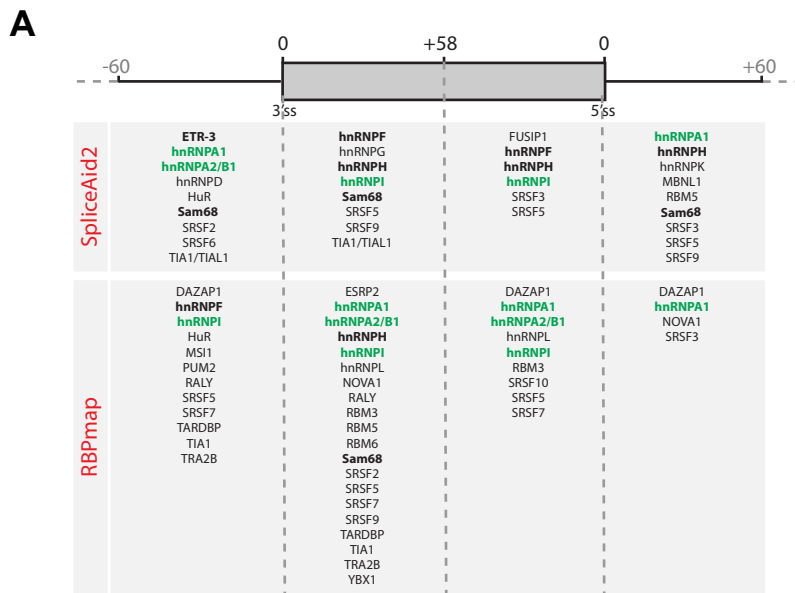 A
0 +58 0
-60 +60
3'ss 5'ss
SpliceAid2
ETR-3
hnRNPA1
hnRNPA2/B1
hnRNPD
HuR
Sam68
SRSF2
SRSF6
TIA1/TIAL1
hnRNPF
hnRNPG
hnRNPH
hnRNPI
Sam68
SRSF5
SRSF9
TIA1/TIAL1
FUSIP1
hnRNPF
hnRNPH
hnRNPI
SRSF3
SRSF5
hnRNPA1
hnRNPH
hnRNPK
MBNL1
RBM5
Sam68
SRSF3
SRSF5
SRSF9
RBPmap
DAZAP1
hnRNPF
hnRNPI
HuR
MSI1
PUM2
RALY
SRSF5
SRSF7
TARDBP
TIA1
TRA2B
ESRP2
hnRNPA1
hnRNPA2/B1
hnRNPH
hnRNPI
hnRNPL
NOVA1
RALY
RBM3
RBM5
RBM6
Sam68
SRSF2
SRSF5
SRSF7
SRSF9
TARDBP
TIA1
TRA2B
YBX1
DAZAP1
hnRNPA1
hnRNPA2/B1
hnRNPL
hnRNPI
RBM3
SRSF10
SRSF5
SRSF7
DAZAP1
hnRNPA1
NOVA1
SRSF3